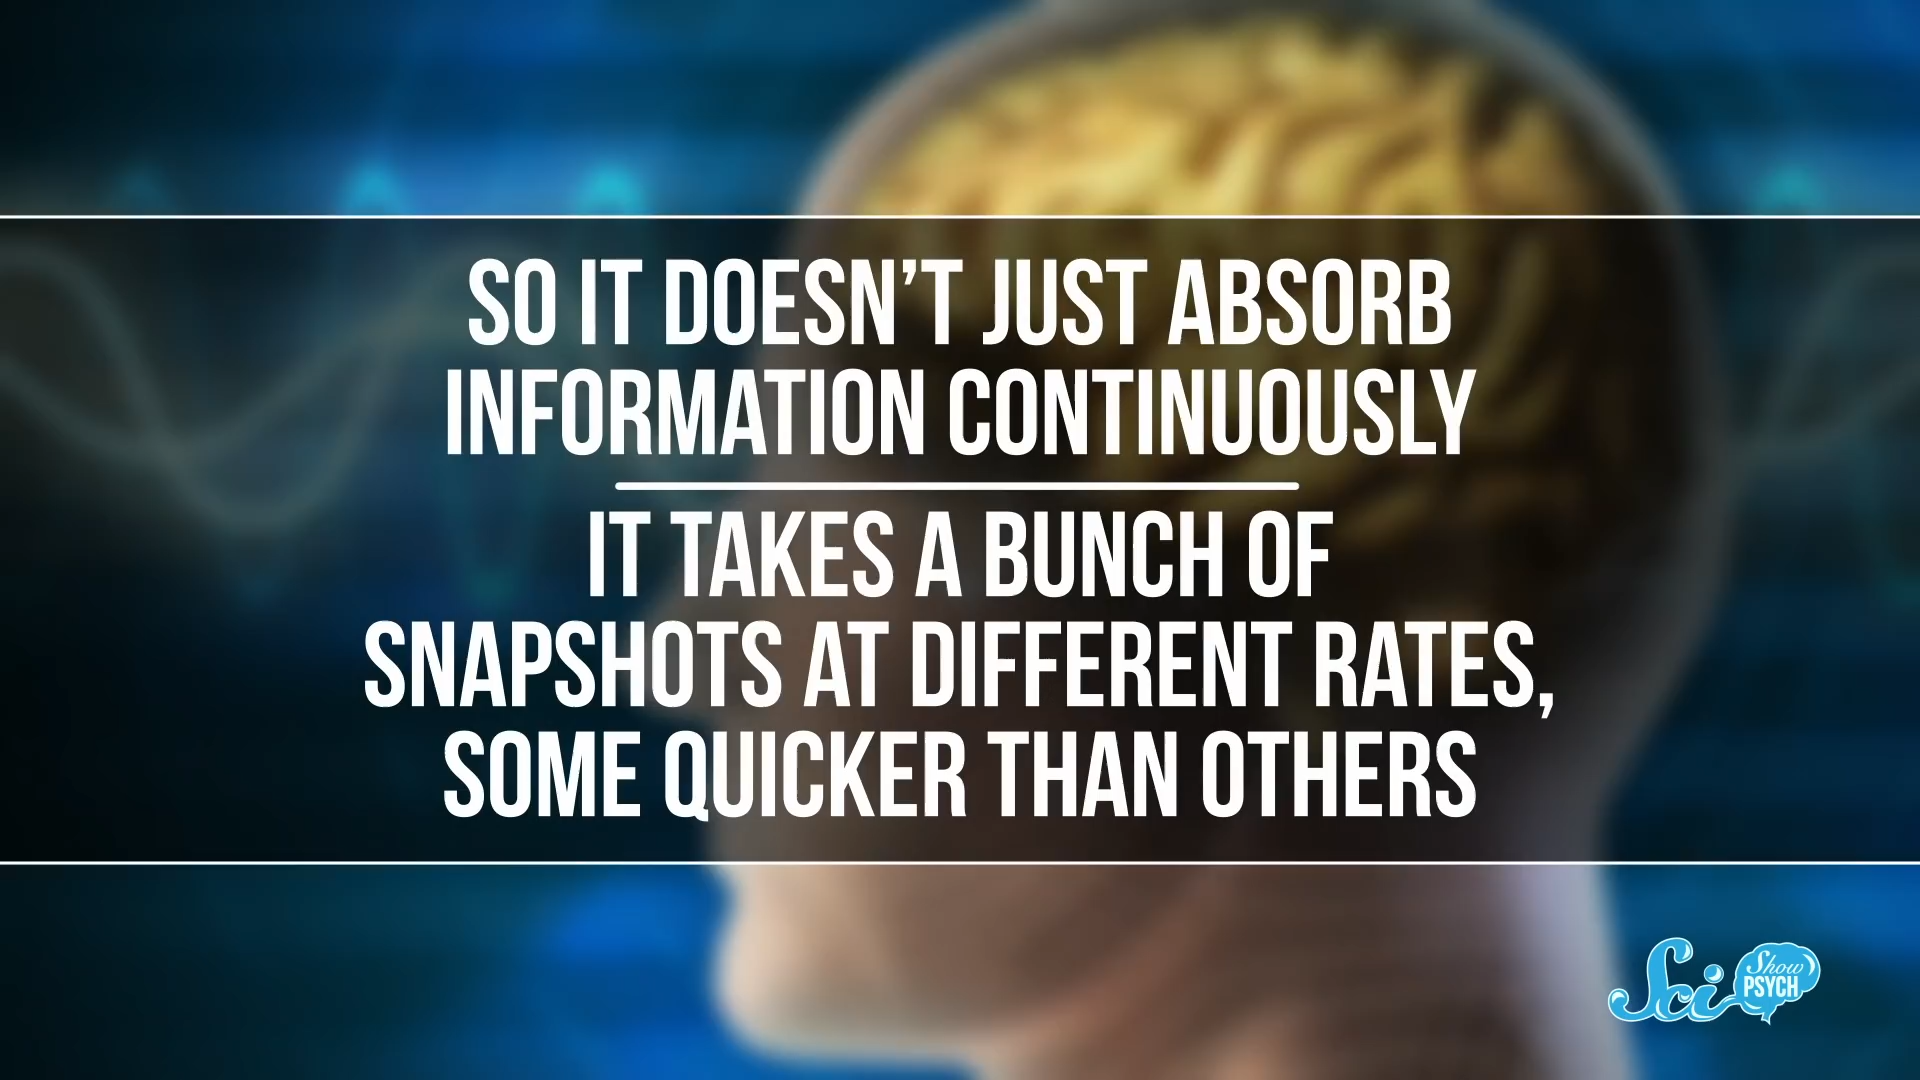 SO IT DOESN’T JUST ABSORB
INFORMATION CONTINUOUSLY
IT TAKES A BUNCH OF
SNAPSHOTS AT DIFFERENT RATES,
SOME QUICKER THAN OTHERS
Sci Show
PSYCH